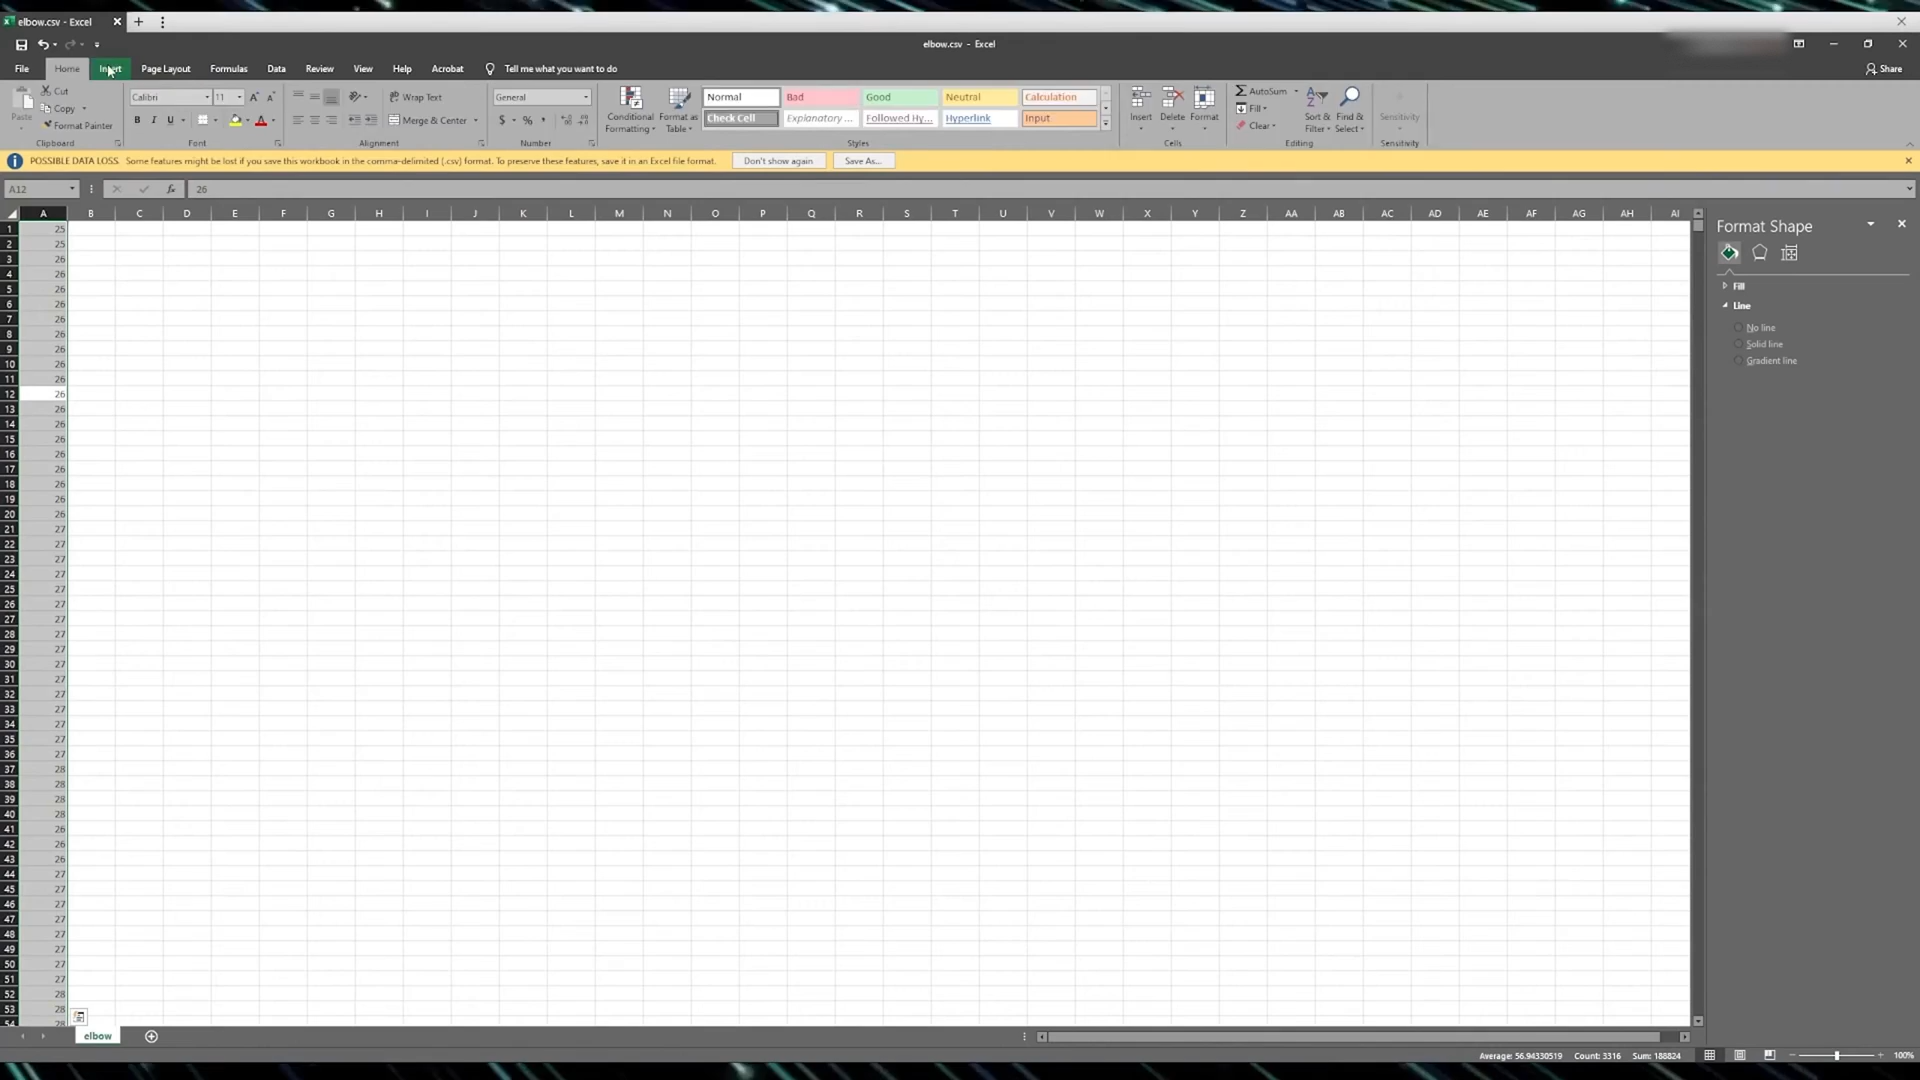 elbow.csv - Excel
elbow.csv - Excel
File Home Insert Page Layout Formulas Data Review View Help Acrobat Tell me what you want to do Share
Paste
Cut
Copy
Format Painter
Clipboard
Calibri 11
B I U
Font
Wrap Text
Merge & Center
Alignment
General
$ % ,
Number
Conditional Formatting
Format as Table
Normal Bad Good Neutral Calculation
Check Cell Explanatory ... Followed Hy... Hyperlink Input
Styles
Insert Delete Format
Cells
AutoSum
Fill
Clear
Sort & Filter
Find & Select
Editing
Sensitivity
Sensitivity
POSSIBLE DATA LOSS Some features might be lost if you save this workbook in the comma-delimited (.csv) format. To preserve these features, save it in an Excel file format. Don't show again Save As...
A12 fx 26
A B C D E F G H I J K L M N O P Q R S T U V W X Y Z AA AB AC AD AE AF AG AH AI
1 25
2 25
3 26
4 26
5 26
6 26
7 26
8 26
9 26
10 26
11 26
12 26
13 26
14 26
15 26
16 26
17 26
18 26
19 26
20 26
21 27
22 27
23 27
24 27
25 27
26 27
27 27
28 27
29 27
30 27
31 27
32 27
33 27
34 27
35 27
36 27
37 28
38 28
39 28
40 28
41 26
42 26
43 26
44 27
45 27
46 27
47 27
48 27
49 27
50 27
51 27
52 28
53 28
54 28
Format Shape
Fill
Line
No line
Solid line
Gradient line
elbow
Average: 56.94330519 Count: 3316 Sum: 188824
100%